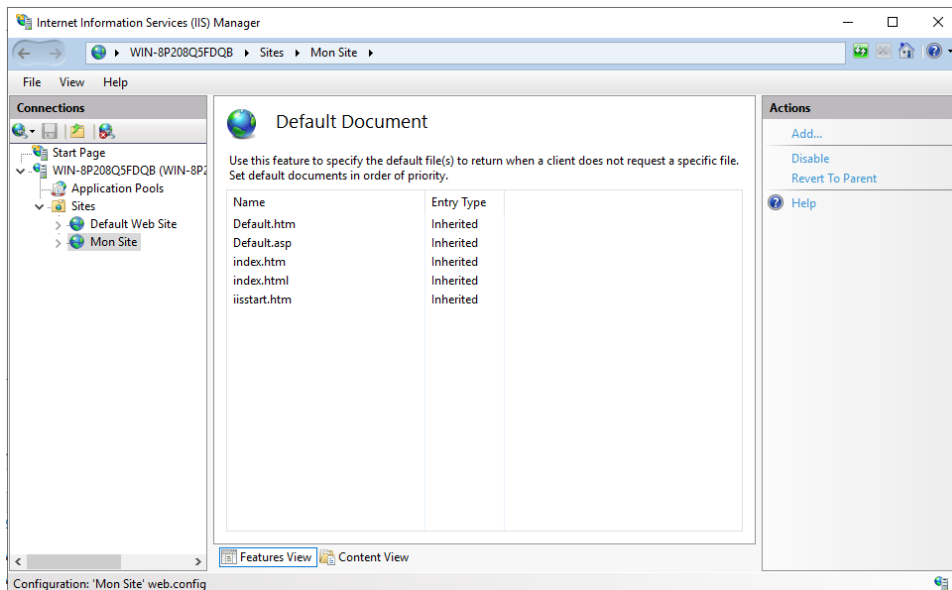 Internet Information Services (IIS) Manager
WIN-8P208Q5FDQB Sites Mon Site
File View Help
Connections
Start Page
WIN-8P208Q5FDQB (WIN-8P2
Application Pools
Sites
Default Web Site
Mon Site
Default Document
Use this feature to specify the default file(s) to return when a client does not request a specific file.
Set default documents in order of priority.
Name Entry Type
Default.htm Inherited
Default.asp Inherited
index.htm Inherited
index.html Inherited
iisstart.htm Inherited
Features View Content View
Actions
Add...
Disable
Revert To Parent
Help
Configuration: 'Mon Site' web.config